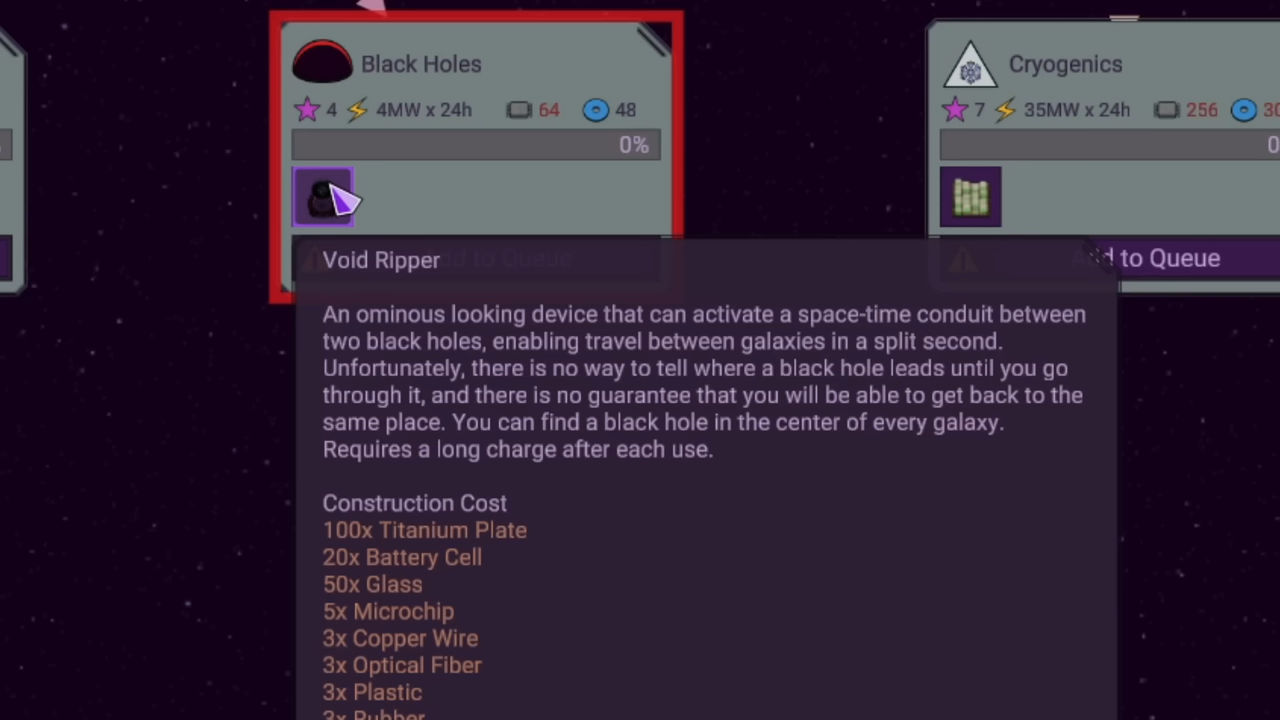 Black Holes
4 4MW x 24h 64 48
0%
Cryogenics
7 35MW x 24h 256
to Queue
Void Ripper
An ominous looking device that can activate a space-time conduit between
two black holes, enabling travel between galaxies in a split second.
Unfortunately, there is no way to tell where a black hole leads until you go
through it, and there is no guarantee that you will be able to get back to the
same place. You can find a black hole in the center of every galaxy.
Requires a long charge after each use.
Construction Cost
100x Titanium Plate
20x Battery Cell
50x Glass
5x Microchip
3x Copper Wire
3x Optical Fiber
3x Plastic
3x Rubber